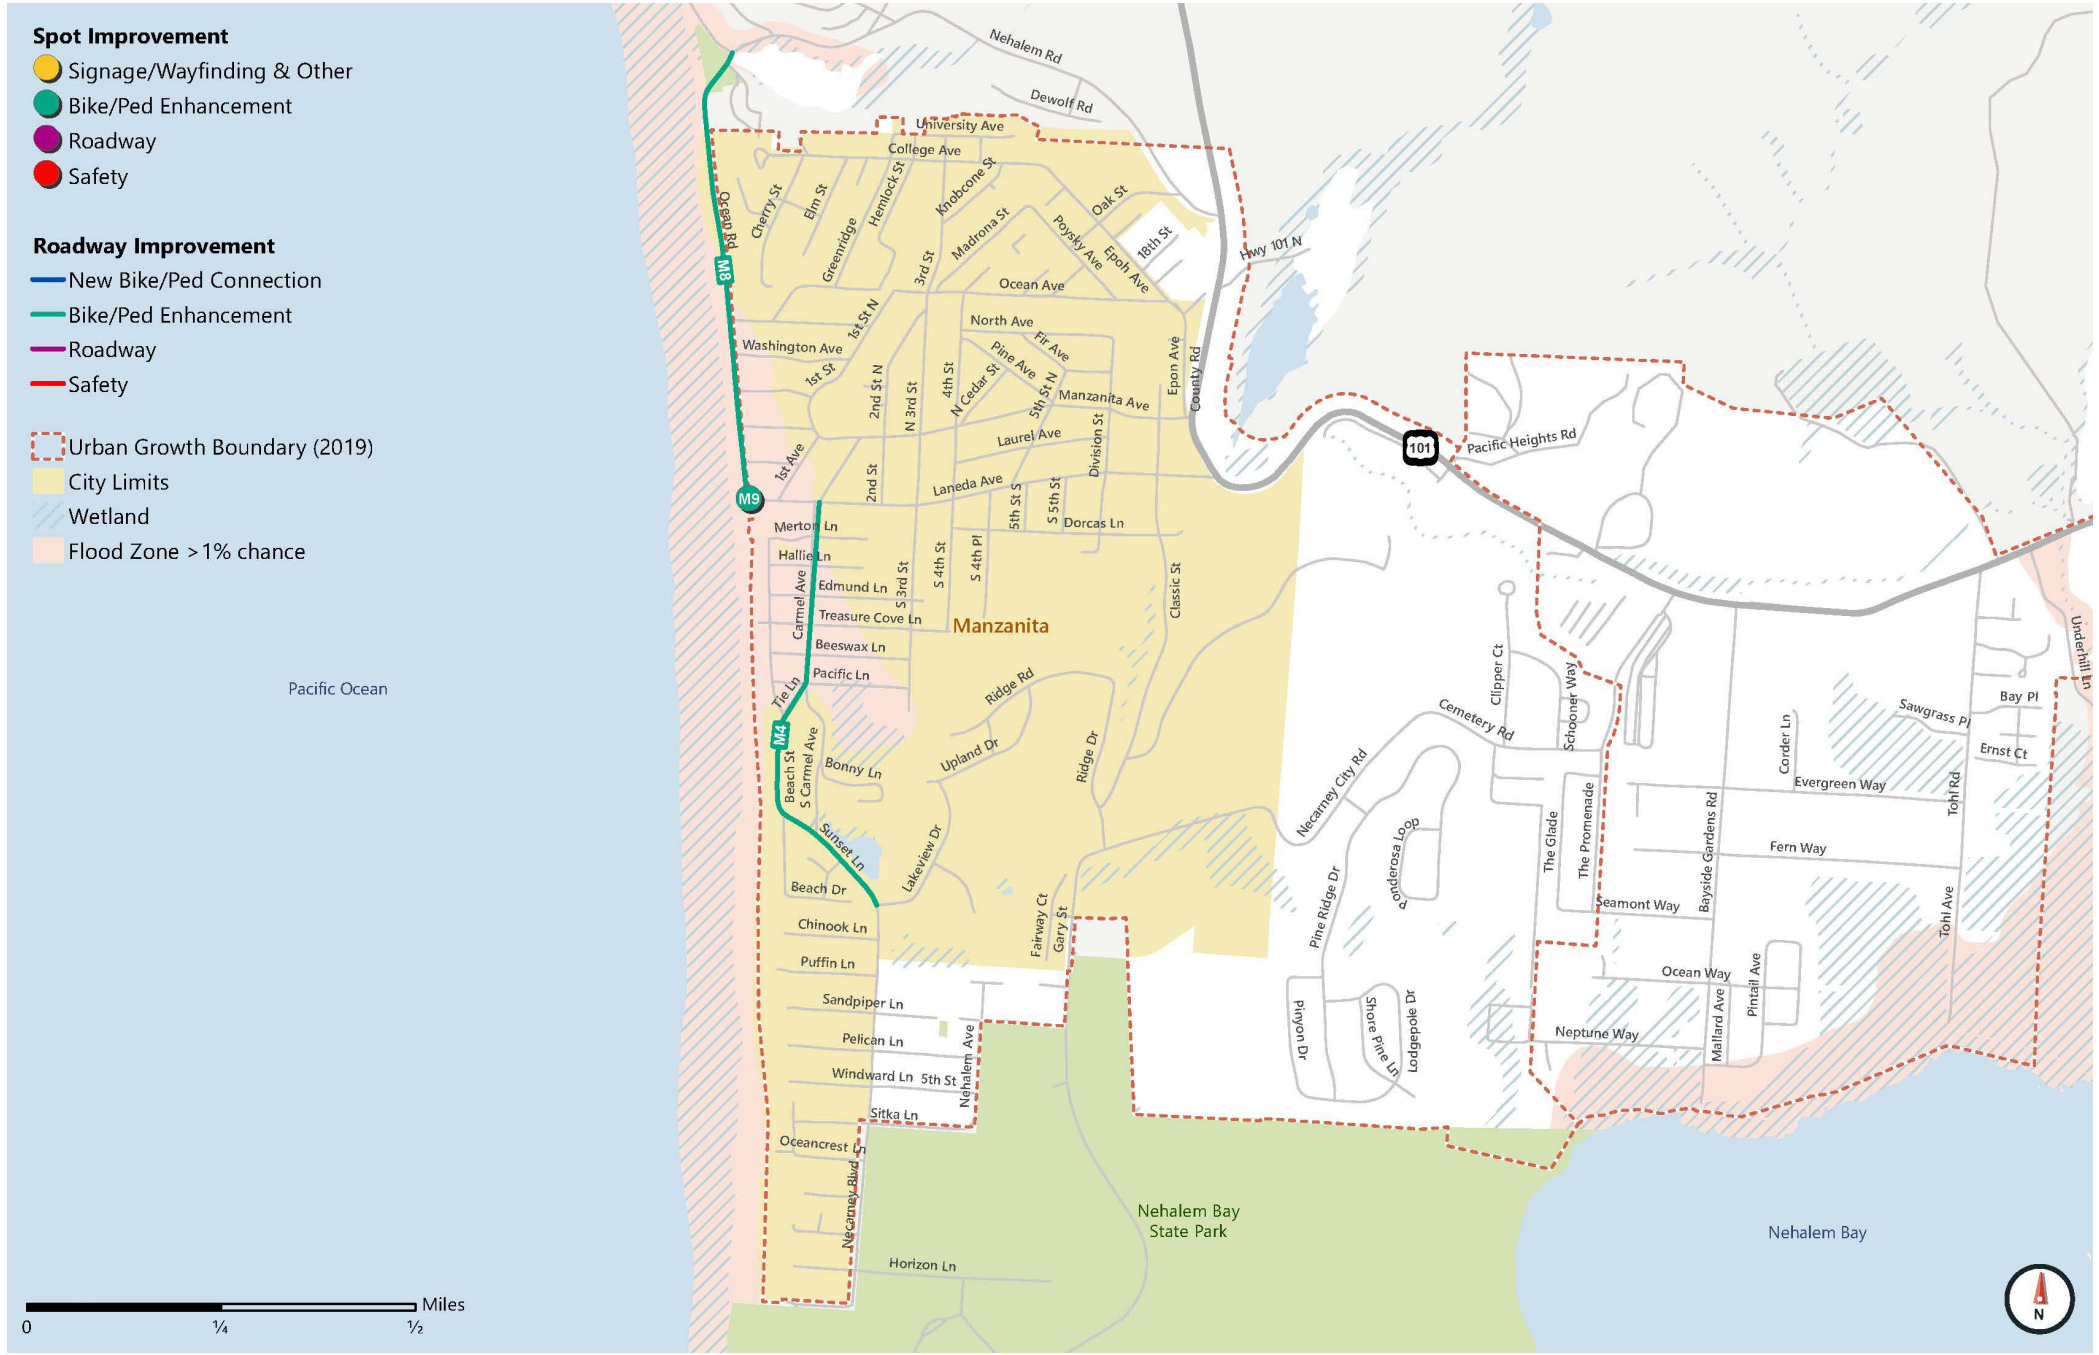 Spot Improvement
Signage/Wayfinding & Other
Bike/Ped Enhancement
Roadway
Safety
Roadway Improvement
New Bike/Ped Connection
Bike/Ped Enhancement
Roadway
Safety
Urban Growth Boundary (2019)
City Limits
Wetland
Flood Zone >1% chance
Nehalem Rd
Dewolf Rd
University Ave
College Ave
Ocean Rd
Cherry St
Elm St
Greenridge
Hemlock St
Knobcone St
Madrona St
3rd St
Oak St
Poysky Ave
Epoh Ave
18th St
Hwy 101 N
M8
Ocean Ave
1st St N
North Ave
Fir Ave
Washington Ave
Pine Ave
1st St
2nd St N
N 3rd St
4th St
N Cedar St
5th St N
Manzanita Ave
Epon Ave
County Rd
Laurel Ave
Division St
101
Pacific Heights Rd
1st Ave
2nd St
Laneda Ave
M9
5th St S
S 5th St
Dorcas Ln
Merton Ln
Hallie Ln
Carmel Ave
Edmund Ln
S 3rd St
S 4th St
S 4th Pl
Classic St
Treasure Cove Ln
Manzanita
Beeswax Ln
Pacific Ln
Tie Ln
Pacific Ocean
Ridge Rd
Clipper Ct
Schooner Way
Underhill Ln
Bay Pl
Sawgrass Pl
Ernst Ct
Cemetery Rd
Corder Ln
M4
Beach St
S Carmel Ave
Bonny Ln
Upland Dr
Ridge Dr
Necarney City Rd
Evergreen Way
Tohl Rd
Sunset Ln
Lakeview Dr
Ponderosa Loop
The Glade
The Promenade
Bayside Gardens Rd
Fern Way
Beach Dr
Pine Ridge Dr
Seamont Way
Tohl Ave
Chinook Ln
Fairway Ct
Gary St
Puffin Ln
Ocean Way
Pintail Ave
Sandpiper Ln
Pinyon Dr
Shore Pine Ln
Lodgepole Dr
Mallard Ave
Neptune Way
Pelican Ln
Nehalem Ave
Windward Ln
5th St
Sitka Ln
Oceancrest Ln
Necarney Blvd
Nehalem Bay
State Park
Nehalem Bay
Horizon Ln
Miles
0
¼
½
N